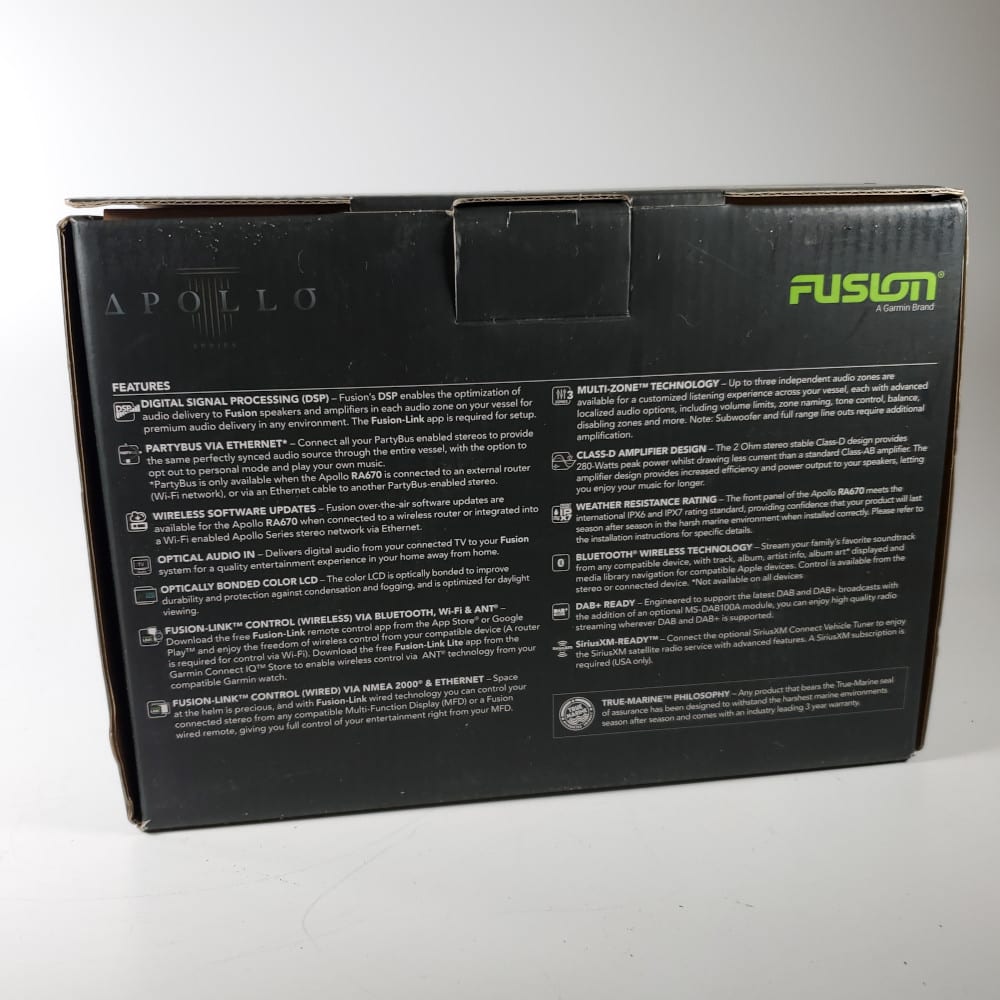 APOLLO
SERIES
FUSION®
A Garmin Brand
FEATURES
DSP
DIGITAL SIGNAL PROCESSING (DSP) – Fusion's DSP enables the optimization of
audio delivery to Fusion speakers and amplifiers in each audio zone on your vessel for
premium audio delivery in any environment. The Fusion-Link app is required for setup.
PARTYBUS VIA ETHERNET* – Connect all your PartyBus enabled stereos to provide
the same perfectly synced audio source through the entire vessel, with the option to
opt out to personal mode and play your own music.
*PartyBus is only available when the Apollo RA670 is connected to an external router
(Wi-Fi network), or via an Ethernet cable to another PartyBus-enabled stereo.
WIRELESS SOFTWARE UPDATES – Fusion over-the-air software updates are
available for the Apollo RA670 when connected to a wireless router or integrated into
a Wi-Fi enabled Apollo Series stereo network via Ethernet.
TV
OPTICAL AUDIO IN – Delivers digital audio from your connected TV to your Fusion
system for a quality entertainment experience in your home away from home.
OPTICALLY BONDED COLOR LCD – The color LCD is optically bonded to improve
durability and protection against condensation and fogging, and is optimized for daylight
viewing.
LINK
FUSION-LINK™ CONTROL (WIRELESS) VIA BLUETOOTH, Wi-Fi & ANT® –
Download the free Fusion-Link remote control app from the App Store® or Google
Play™ and enjoy the freedom of wireless control from your compatible device (A router
is required for control via Wi-Fi). Download the free Fusion-Link Lite app from the
Garmin Connect IQ™ Store to enable wireless control via ANT® technology from your
compatible Garmin watch.
LINK
FUSION-LINK™ CONTROL (WIRED) VIA NMEA 2000® & ETHERNET – Space
at the helm is precious, and with Fusion-Link wired technology you can control your
connected stereo from any compatible Multi-Function Display (MFD) or a Fusion
wired remote, giving you full control of your entertainment right from your MFD.
3
MULTI-ZONE™ TECHNOLOGY – Up to three independent audio zones are
available for a customized listening experience across your vessel, each with advanced
localized audio options, including volume limits, zone naming, tone control, balance,
disabling zones and more. Note: Subwoofer and full range line outs require additional
amplification.
CLASS-D AMPLIFIER DESIGN – The 2 Ohm stereo stable Class-D design provides
280-Watts peak power whilst drawing less current than a standard Class-AB amplifier. The
amplifier design provides increased efficiency and power output to your speakers, letting
you enjoy your music for longer.
WEATHER RESISTANCE RATING – The front panel of the Apollo RA670 meets the
international IPX6 and IPX7 rating standard, providing confidence that your product will last
season after season in the harsh marine environment when installed correctly. Please refer to
the installation instructions for specific details.
BLUETOOTH® WIRELESS TECHNOLOGY – Stream your family's favorite soundtrack
from any compatible device, with track, album, artist info, album art* displayed and
media library navigation for compatible Apple devices. Control is available from the
stereo or connected device. *Not available on all devices
DAB+ READY – Engineered to support the latest DAB and DAB+ broadcasts with
the addition of an optional MS-DAB100A module, you can enjoy high quality radio
streaming wherever DAB and DAB+ is supported.
SiriusXM-READY™ – Connect the optional SiriusXM Connect Vehicle Tuner to enjoy
the SiriusXM satellite radio service with advanced features. A SiriusXM subscription is
required (USA only).
TRUE MARINE
TRUE-MARINE™ PHILOSOPHY – Any product that bears the True-Marine seal
of assurance has been designed to withstand the harshest marine environments
season after season and comes with an industry leading 3 year warranty.